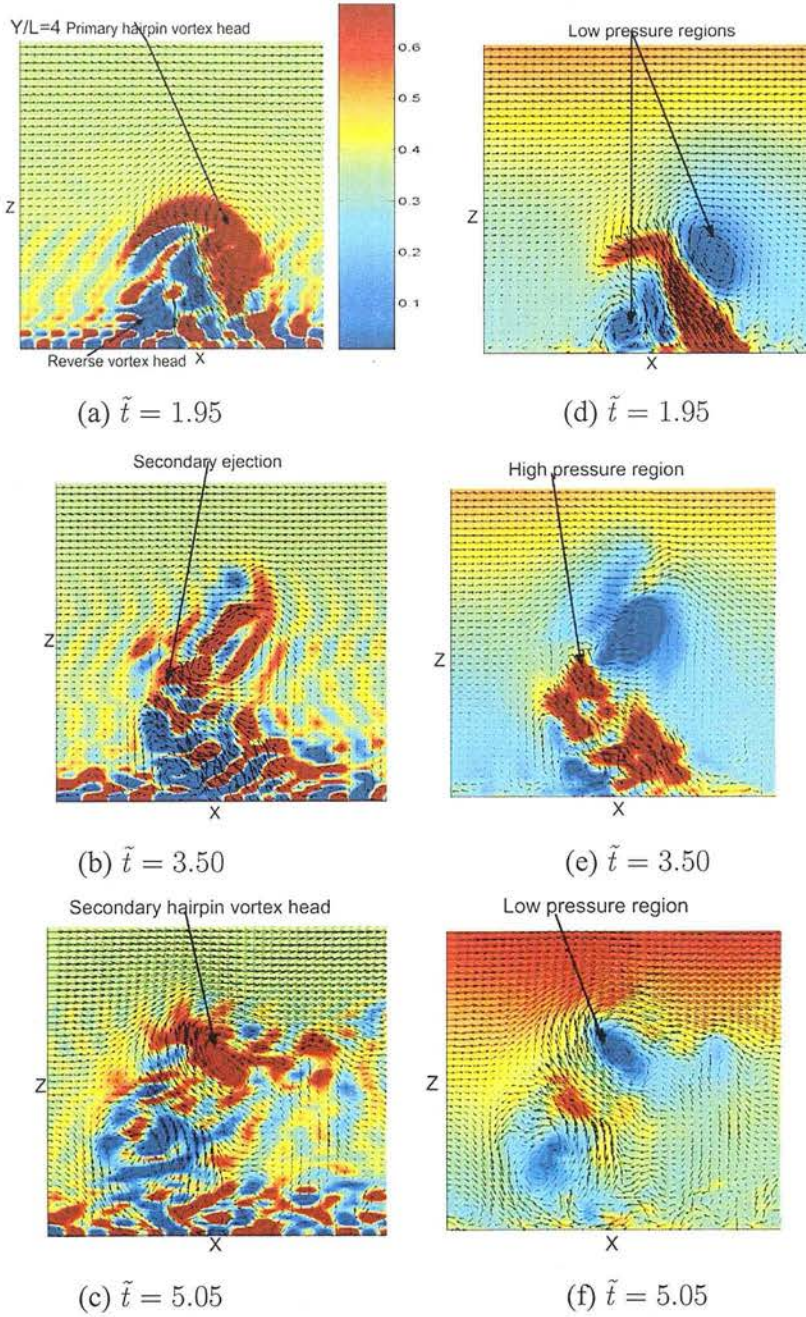 Y/L=4 Primary hairpin vortex head
Low pressure regions
0.6
0.5
0.4
0.3
0.2
0.1
Z
Z
Reverse vortex head
X
X
(a) t̃ = 1.95
(d) t̃ = 1.95
Secondary ejection
High pressure region
Z
Z
X
X
(b) t̃ = 3.50
(e) t̃ = 3.50
Secondary hairpin vortex head
Low pressure region
Z
Z
X
X
(c) t̃ = 5.05
(f) t̃ = 5.05